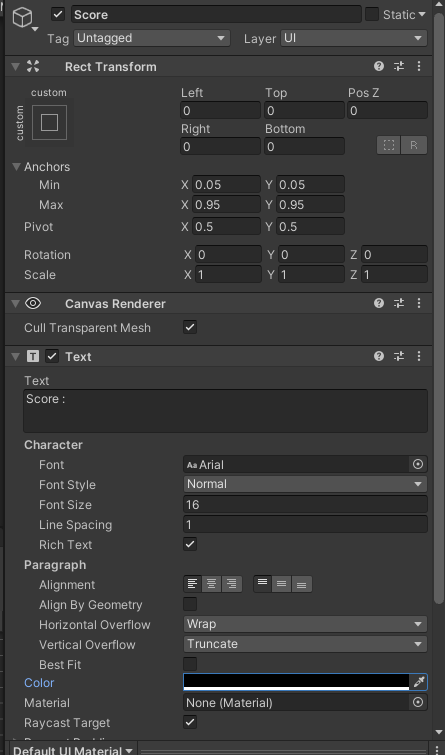 Score
Static
Tag Untagged Layer UI
Rect Transform
custom
custom
Left Top Pos Z
0 0 0
Right Bottom
0 0
R
Anchors
Min X 0.05 Y 0.05
Max X 0.95 Y 0.95
Pivot X 0.5 Y 0.5
Rotation X 0 Y 0 Z 0
Scale X 1 Y 1 Z 1
Canvas Renderer
Cull Transparent Mesh
T Text
Text
Score :
Character
Font Aa Arial
Font Style Normal
Font Size 16
Line Spacing 1
Rich Text
Paragraph
Alignment
Align By Geometry
Horizontal Overflow Wrap
Vertical Overflow Truncate
Best Fit
Color
Material None (Material)
Raycast Target
Default UI Material